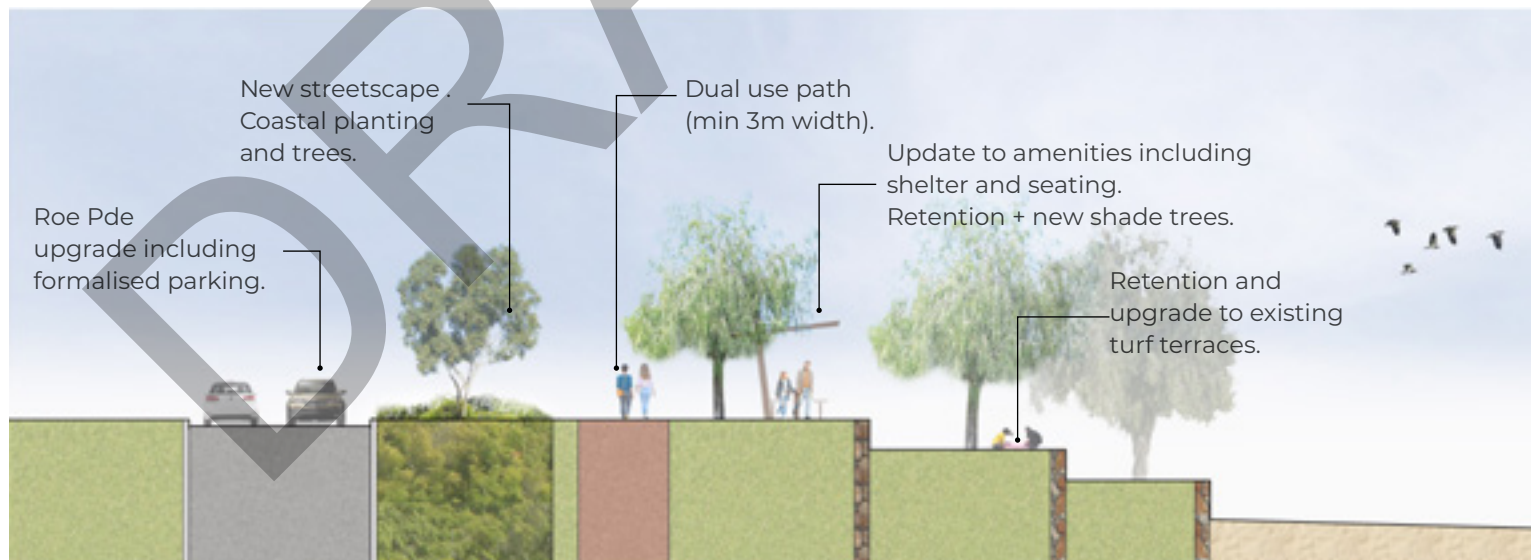 New streetscape .
Coastal planting
and trees.
Dual use path
(min 3m width).
Update to amenities including
shelter and seating.
Retention + new shade trees.
Roe Pde
upgrade including
formalised parking.
Retention and
upgrade to existing
turf terraces.
DRA